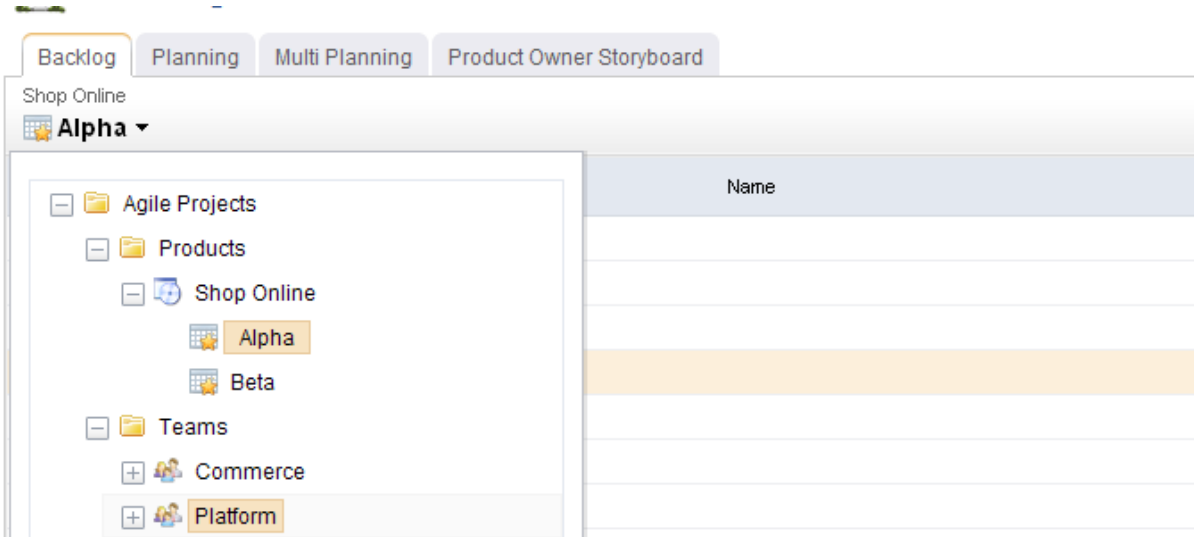 Backlog Planning Multi Planning Product Owner Storyboard
Shop Online
Alpha
Name
Agile Projects
Products
Shop Online
Alpha
Beta
Teams
Commerce
Platform